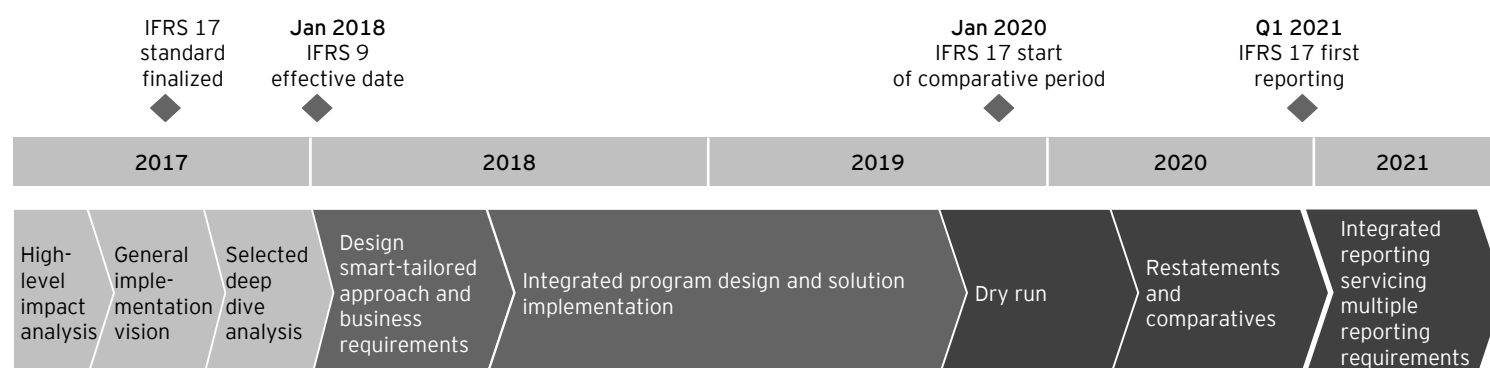 IFRS 17
standard
finalized
Jan 2018
IFRS 9
effective date
Jan 2020
IFRS 17 start
of comparative period
Q1 2021
IFRS 17 first
reporting
2017
2018
2019
2020
2021
High-
level
impact
analysis
General
imple-
mentation
vision
Selected
deep
dive
analysis
Design
smart-tailored
approach and
business
requirements
Integrated program design and solution
implementation
Dry run
Restatements
and
comparatives
Integrated
reporting
servicing
multiple
reporting
requirements